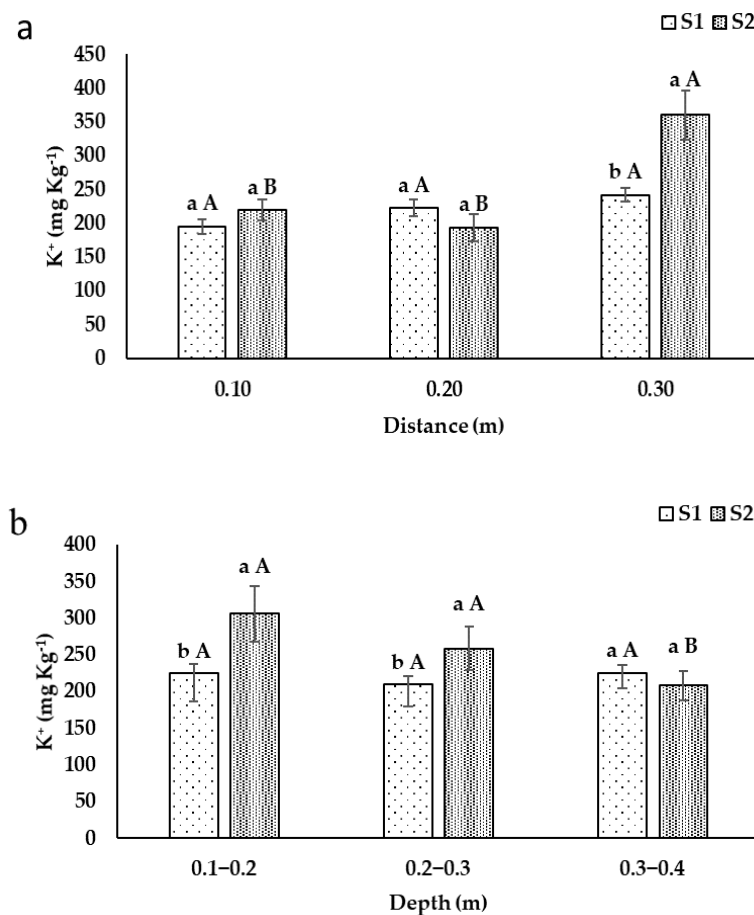 a
S1 S2
450
400
350
300
250
200
150
100
50
0
K⁺ (mg Kg⁻¹)
a A
a B
a A
a B
b A
a A
0.10 0.20 0.30
Distance (m)
b
S1 S2
400
350
300
250
200
150
100
50
0
K⁺ (mg Kg⁻¹)
b A
a A
b A
a A
a A
a B
0.1–0.2 0.2–0.3 0.3–0.4
Depth (m)